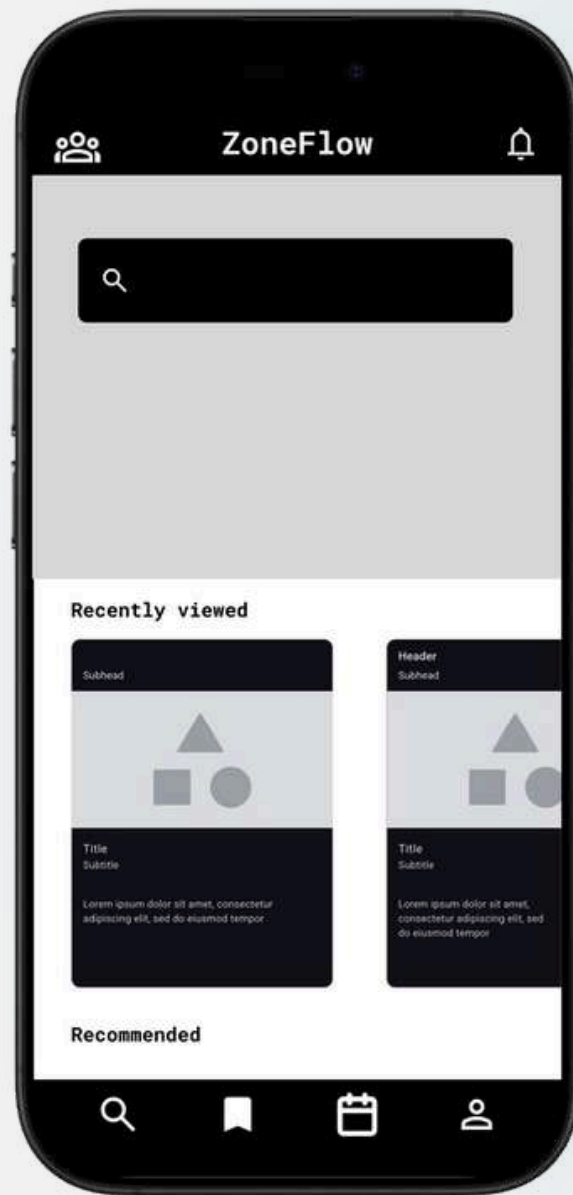 ZoneFlow
Recently viewed
Subhead
Title
Subtitle
Lorem ipsum dolor sit amet, consectetur
adipiscing elit, sed do eiusmod tempor
Header
Subhead
Title
Subtitle
Lorem ipsum dolor sit amet,
consectetur adipiscing elit, sed
do eiusmod tempor
Recommended